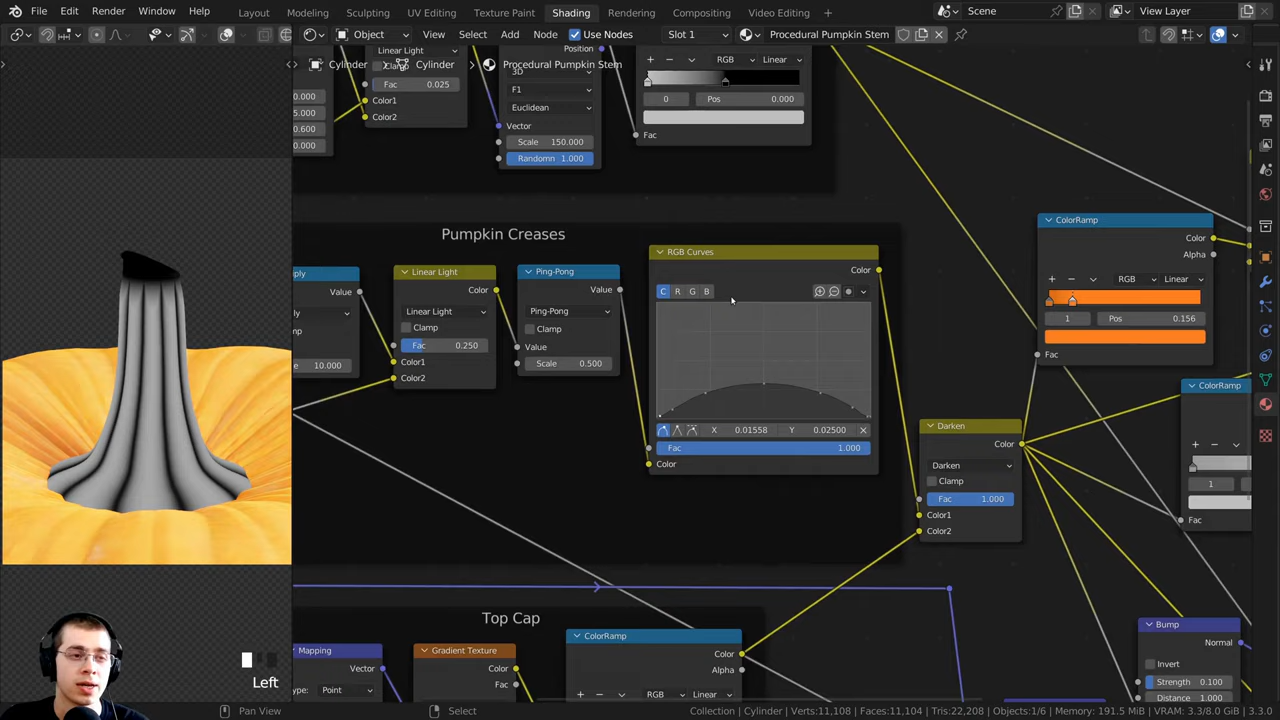 File Edit Render Window Help Layout Modeling Sculpting UV Editing Texture Paint Shading Rendering Compositing Video Editing Scene View Layer
Object View Select Add Node Use Nodes Slot 1 Procedural Pumpkin Stem
Cylinder Cylinder Procedural Pumpkin Stem
Linear Light
Fac 0.025
Color1
Color2
0.000
5.000
0.600
0.000
Position
3D
F1
Euclidean
Vector
Scale 150.000
Randomn 1.000
RGB Linear
0 Pos 0.000
Fac
Pumpkin Creases
ply
Value
10.000
Linear Light
Color
Linear Light
Clamp
Fac 0.250
Color1
Color2
Ping-Pong
Value
Ping-Pong
Clamp
Value
Scale 0.500
RGB Curves
Color
C R G B
X 0.01558 Y 0.02500
Fac 1.000
Color
Darken
Color
Darken
Clamp
Fac 1.000
Color1
Color2
ColorRamp
Color
Alpha
RGB Linear
1 Pos 0.156
Fac
ColorRamp
RGB
1
Fac
Bump
Normal
Invert
Strength 0.100
Distance 1.000
Top Cap
Mapping
Vector
type: Point
Gradient Texture
Color
Fac
ColorRamp
Color
Alpha
RGB Linear
Left
Pan View Select Collection | Cylinder | Verts:11,108 | Faces:11,104 | Tris:22,208 | Objects:1/6 | Memory: 191.5 MiB | VRAM: 3.3/8.0 GiB | 3.3.0